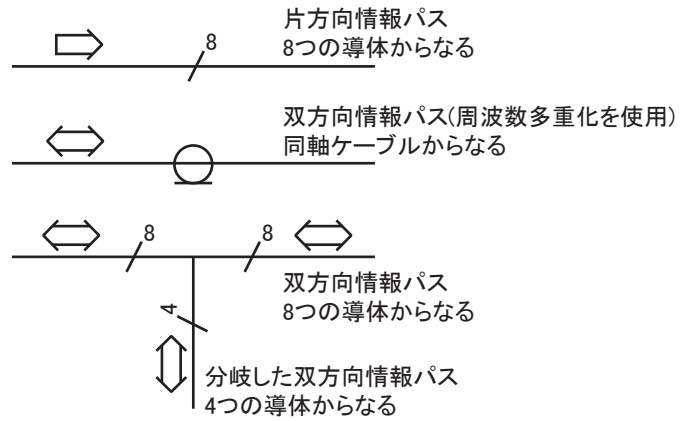 片方向情報パス
8
8つの導体からなる
双方向情報パス(周波数多重化を使用)
同軸ケーブルからなる
8
8
双方向情報パス
8つの導体からなる
4
分岐した双方向情報パス
4つの導体からなる